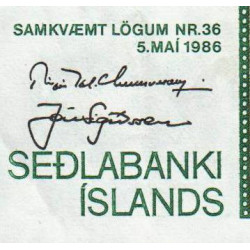 SAMKVÆMT LÖGUM NR.36
5.MAÍ 1986
SEÐLABANKI
ÍSLANDS